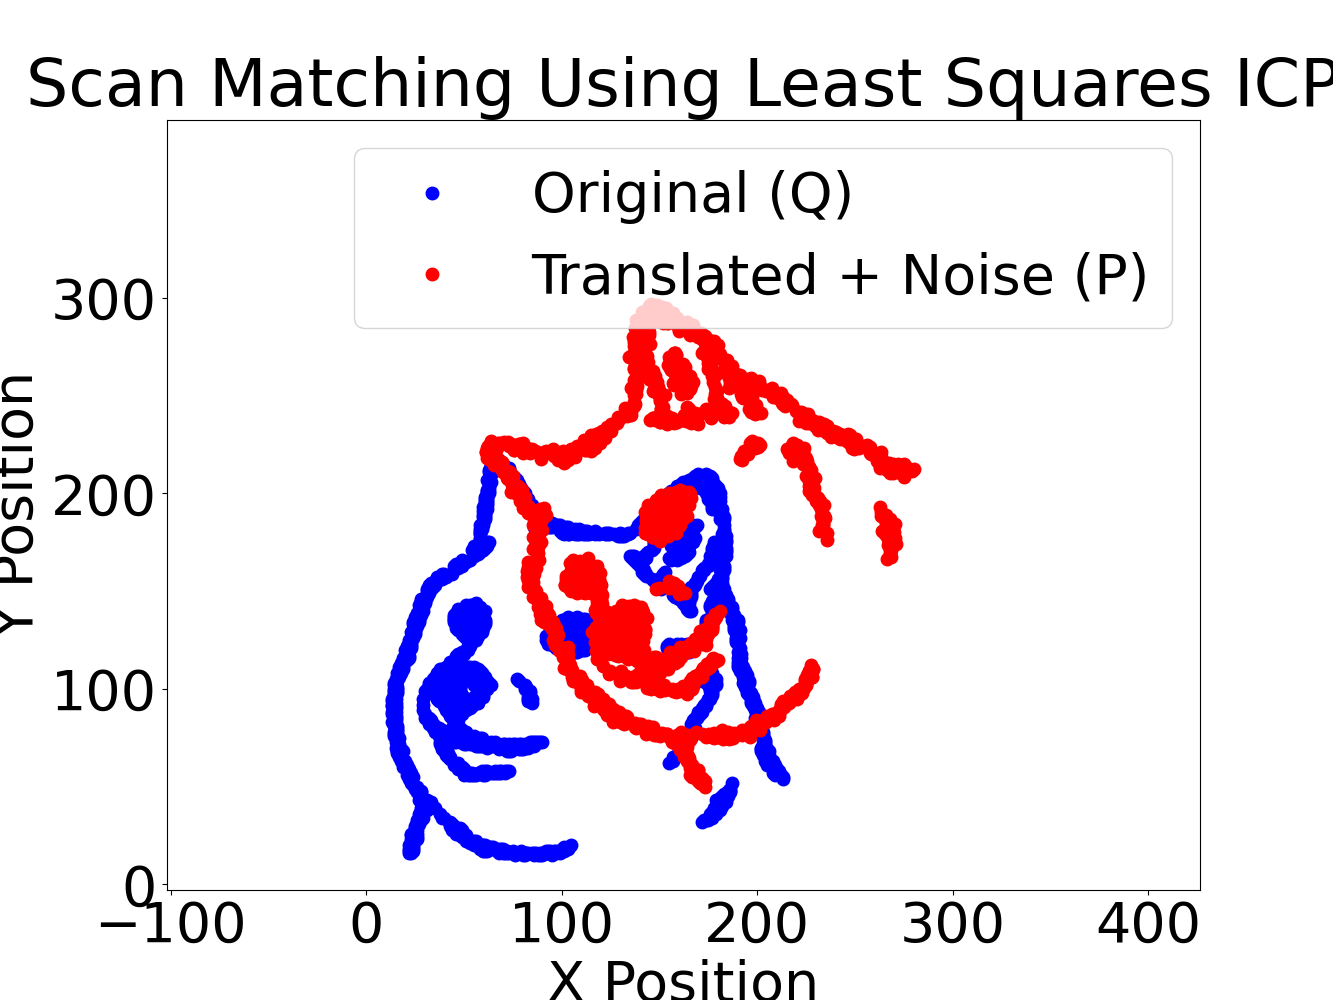 Scan Matching Using Least Squares ICP
Original (Q)
Translated + Noise (P)
300
200
100
0
Y Position
−100 0 100 200 300 400
X Position